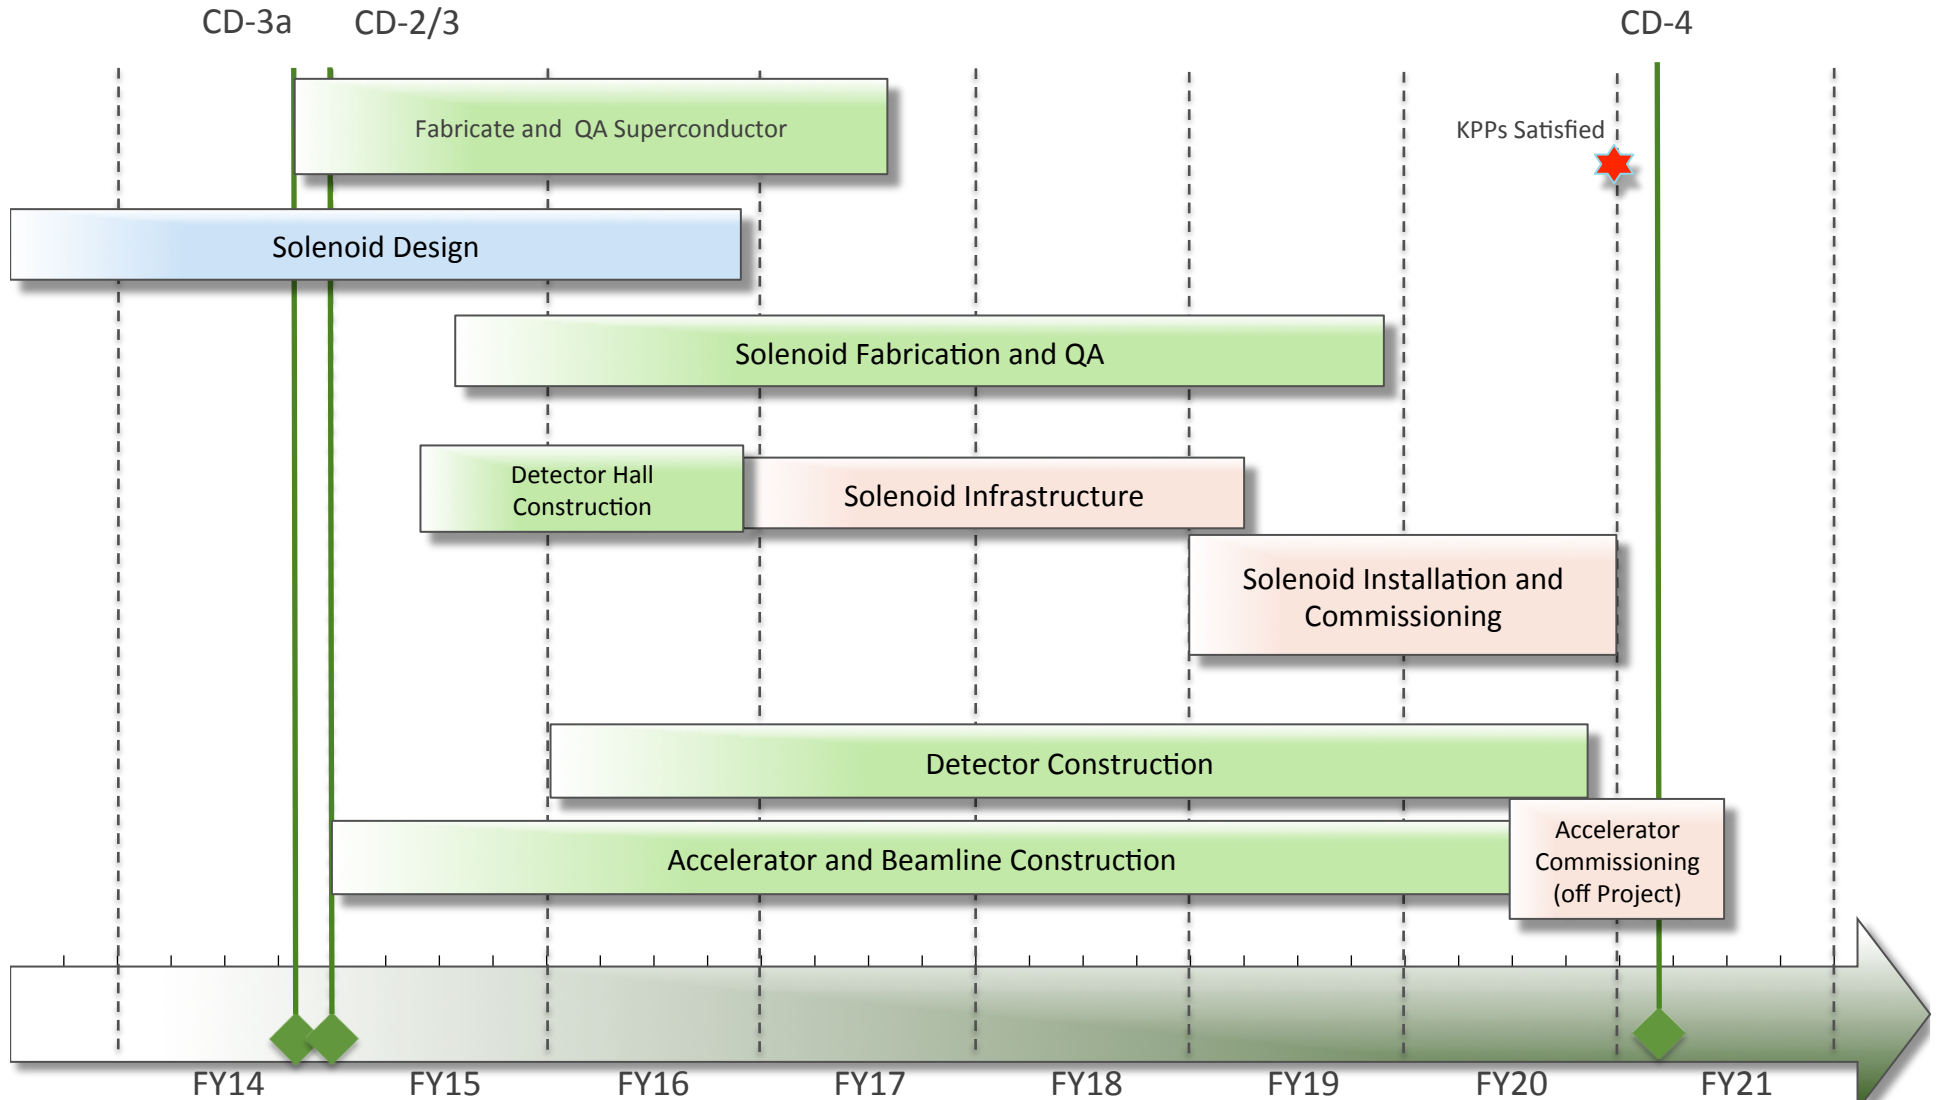 CD-3a
CD-2/3
CD-4
Fabricate and QA Superconductor
KPPs Satisfied
Solenoid Design
Solenoid Fabrication and QA
Detector Hall
Construction
Solenoid Infrastructure
Solenoid Installation and
Commissioning
Detector Construction
Accelerator and Beamline Construction
Accelerator
Commissioning
(off Project)
FY14
FY15
FY16
FY17
FY18
FY19
FY20
FY21